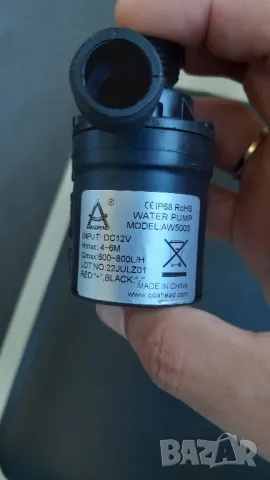 CE IP68 RoHS
WATER PUMP
MODEL:AW500S
INPUT: DC12V
Hmax: 4~6M
Qmax:600~800L/H
LOT NO:22JULZ01
RED:"+",BLACK:"-"
MADE IN CHINA
www.qdahead.com
BAZAR